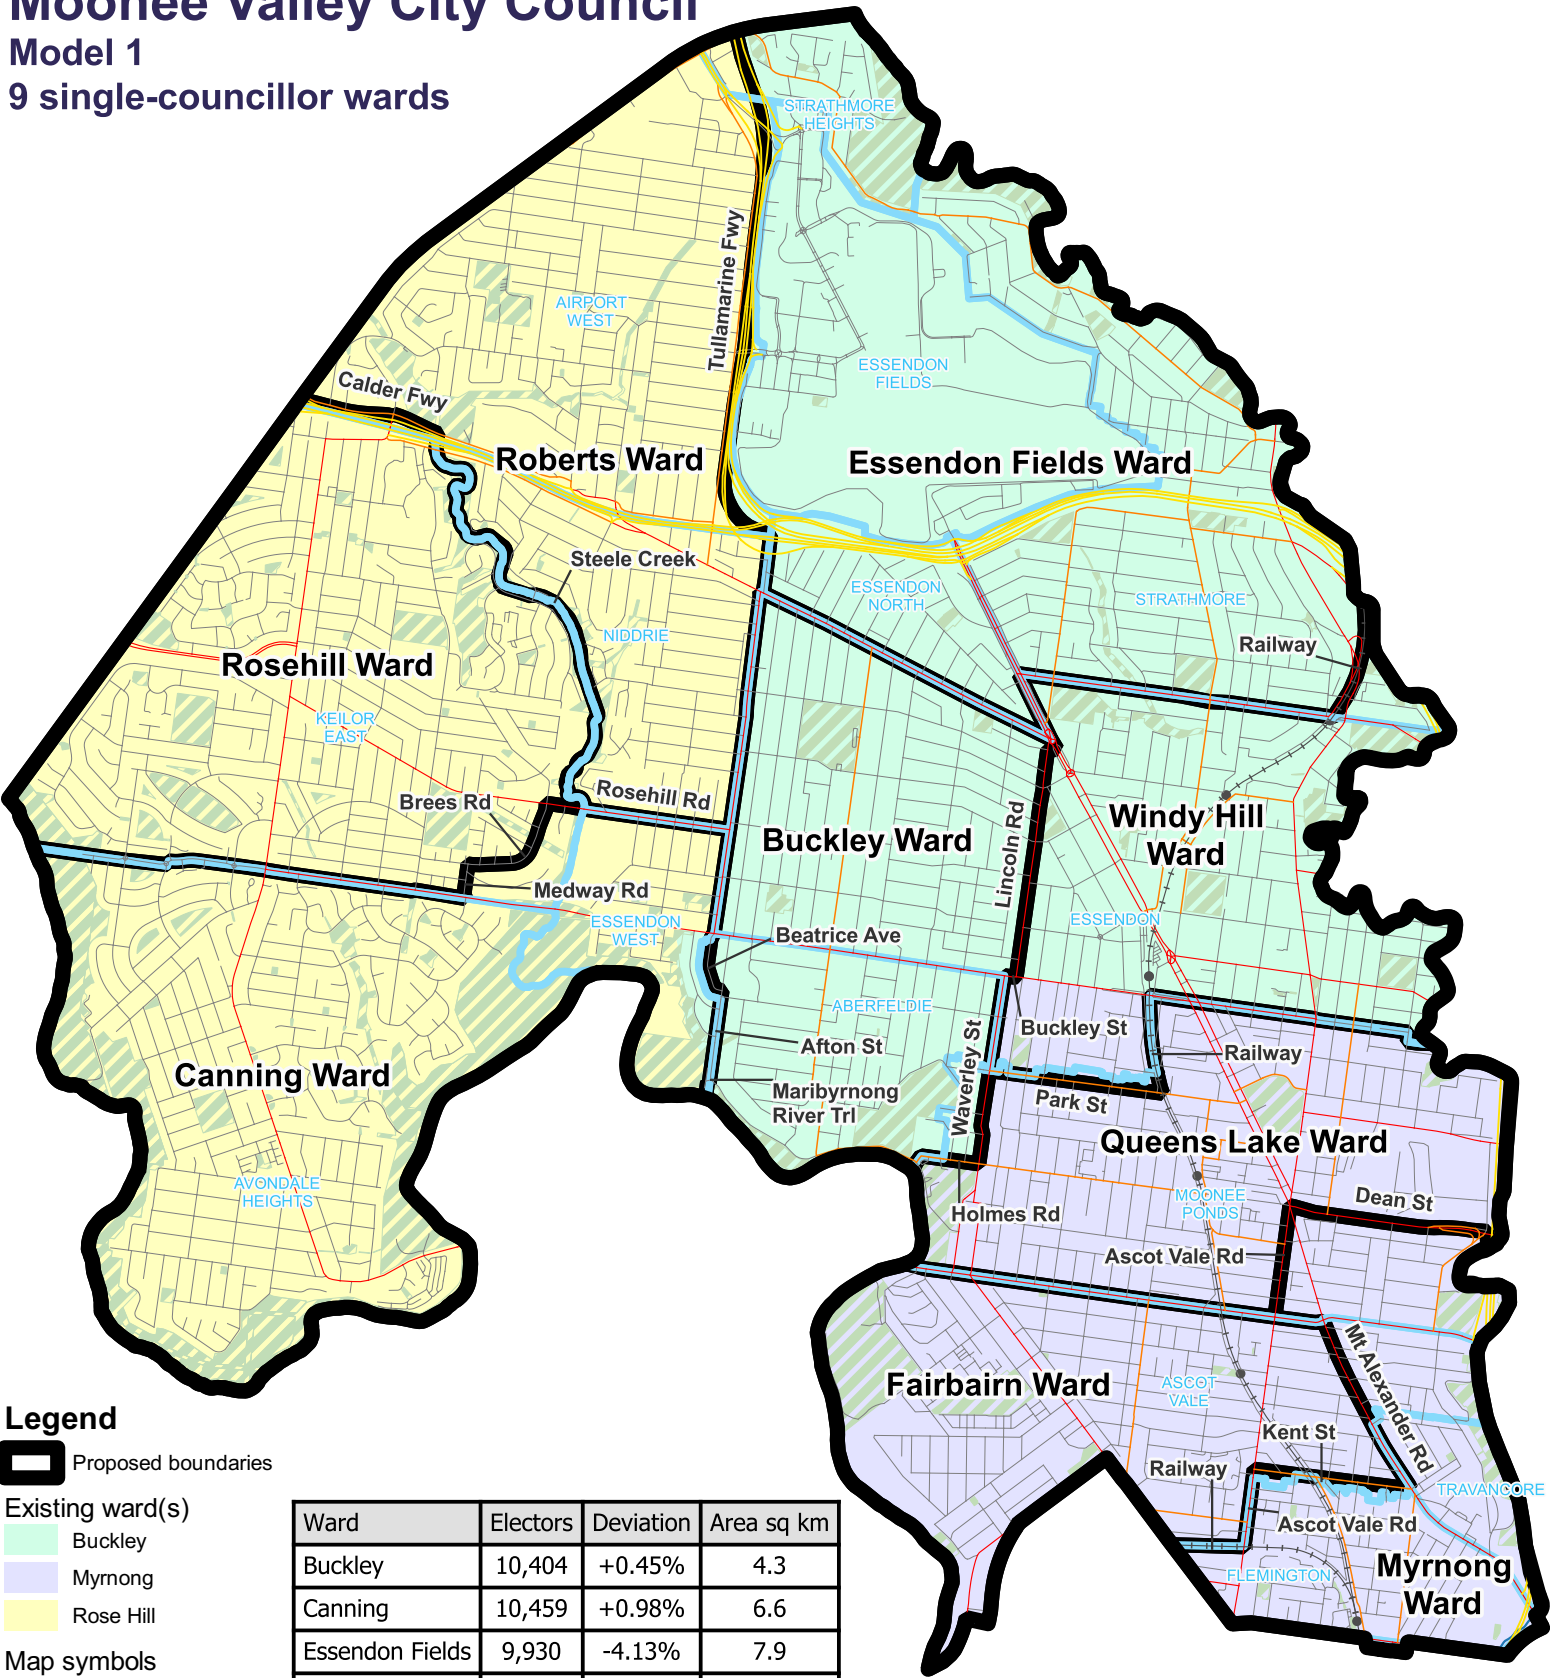 Moonee Valley City Council
Model 1
9 single-councillor wards
STRATHMORE
HEIGHTS
Tullamarine Fwy
AIRPORT
WEST
ESSENDON
FIELDS
Calder Fwy
Roberts Ward
Essendon Fields Ward
Steele Creek
ESSENDON
NORTH
STRATHMORE
NIDDRIE
Railway
Rosehill Ward
KEILOR
EAST
Brees Rd
Rosehill Rd
Lincoln Rd
Buckley Ward
Windy Hill
Ward
Medway Rd
ESSENDON
WEST
Beatrice Ave
ESSENDON
ABERFELDIE
Buckley St
Afton St
Railway
Waverley St
Canning Ward
Maribyrnong
River Trl
Park St
Queens Lake Ward
AVONDALE
HEIGHTS
MOONEE
PONDS
Dean St
Holmes Rd
Ascot Vale Rd
Mt Alexander Rd
Fairbairn Ward
ASCOT
VALE
Kent St
Railway
TRAVANCORE
Ascot Vale Rd
FLEMINGTON
Myrnong
Ward
Legend
Proposed boundaries
Existing ward(s)
Buckley
Myrnong
Rose Hill
Map symbols
Ward Electors Deviation Area sq km
Buckley 10,404 +0.45% 4.3
Canning 10,459 +0.98% 6.6
Essendon Fields 9,930 -4.13% 7.9